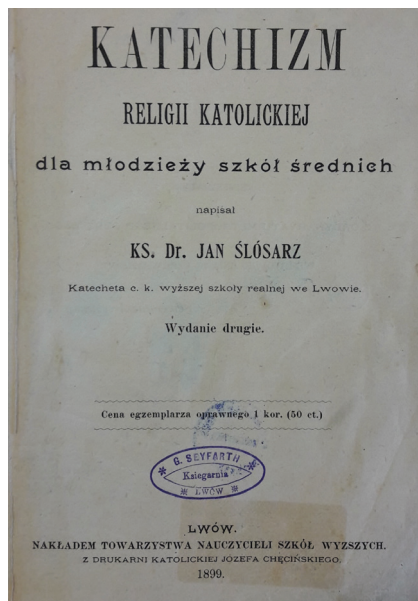 KATECHIZM
RELIGII KATOLICKIEJ
dla młodzieży szkół średnich
napisał
KS. Dr. JAN ŚLÓSARZ
Katecheta c. k. wyższej szkoły realnej we Lwowie.
Wydanie drugie.
Cena egzemplarza oprawnego 1 kor. (50 ct.)
G. SEYFARTH
Księgarnia
LWÓW
LWÓW.
NAKŁADEM TOWARZYSTWA NAUCZYCIELI SZKÓŁ WYŻSZYCH.
Z DRUKARNI KATOLICKIEJ JÓZEFA CHĘCIŃSKIEGO.
1899.